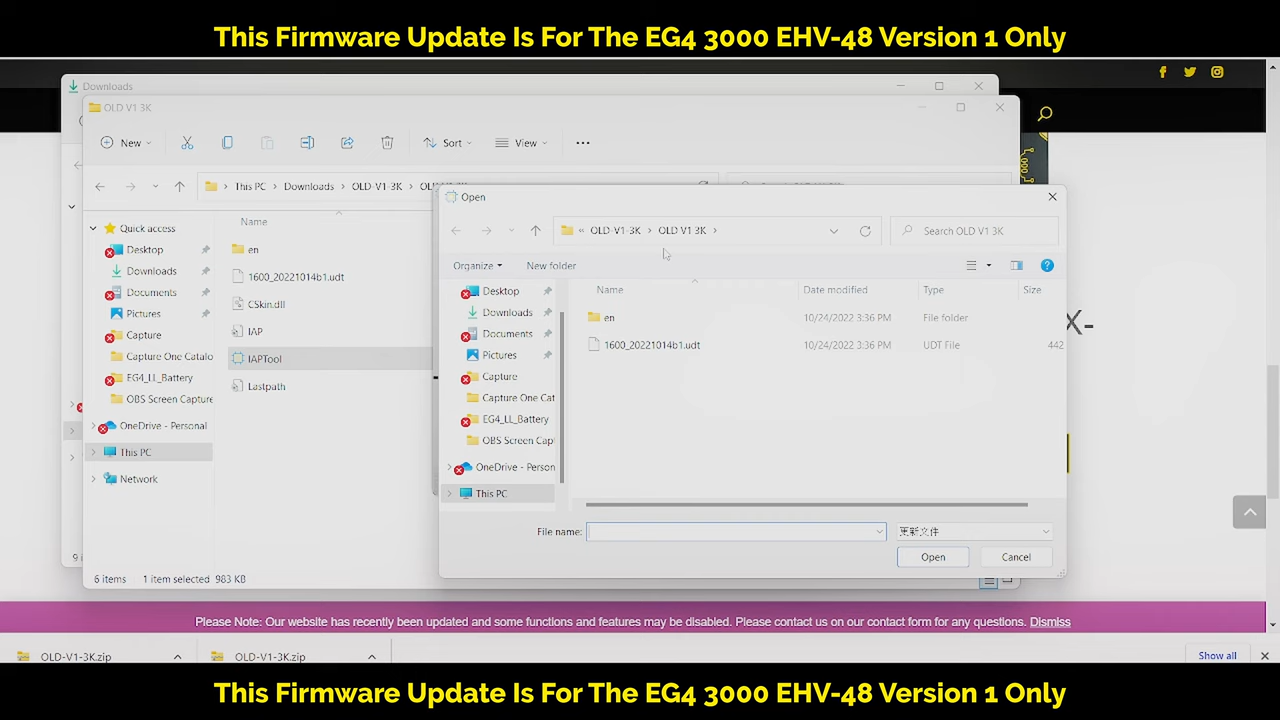 This Firmware Update Is For The EG4 3000 EHV-48 Version 1 Only
Downloads
OLD V1 3K
New
Sort
View
This PC > Downloads > OLD-V1-3K >
Name
Quick access
Desktop
Downloads
Documents
Pictures
Capture
Capture One Catalo
EG4_LL_Battery
OBS Screen Capture
OneDrive - Personal
This PC
Network
en
1600_20221014b1.udt
CSkin.dll
IAP
IAPTool
Lastpath
Open
« OLD-V1-3K > OLD V1 3K >
Search OLD V1 3K
Organize
New folder
Desktop
Downloads
Documents
Pictures
Capture
Capture One Cat
EG4_LL_Battery
OBS Screen Cap
OneDrive - Person
This PC
Name Date modified Type Size
en 10/24/2022 3:36 PM File folder
1600_20221014b1.udt 10/24/2022 3:36 PM UDT File 442
File name:
更新文件
Open
Cancel
X-
9 i
6 items 1 item selected 983 KB
Please Note: Our website has recently been updated and some functions and features may be disabled. Please contact us on our contact form for any questions. Dismiss
OLD-V1-3K.zip
OLD-V1-3K.zip
Show all
This Firmware Update Is For The EG4 3000 EHV-48 Version 1 Only